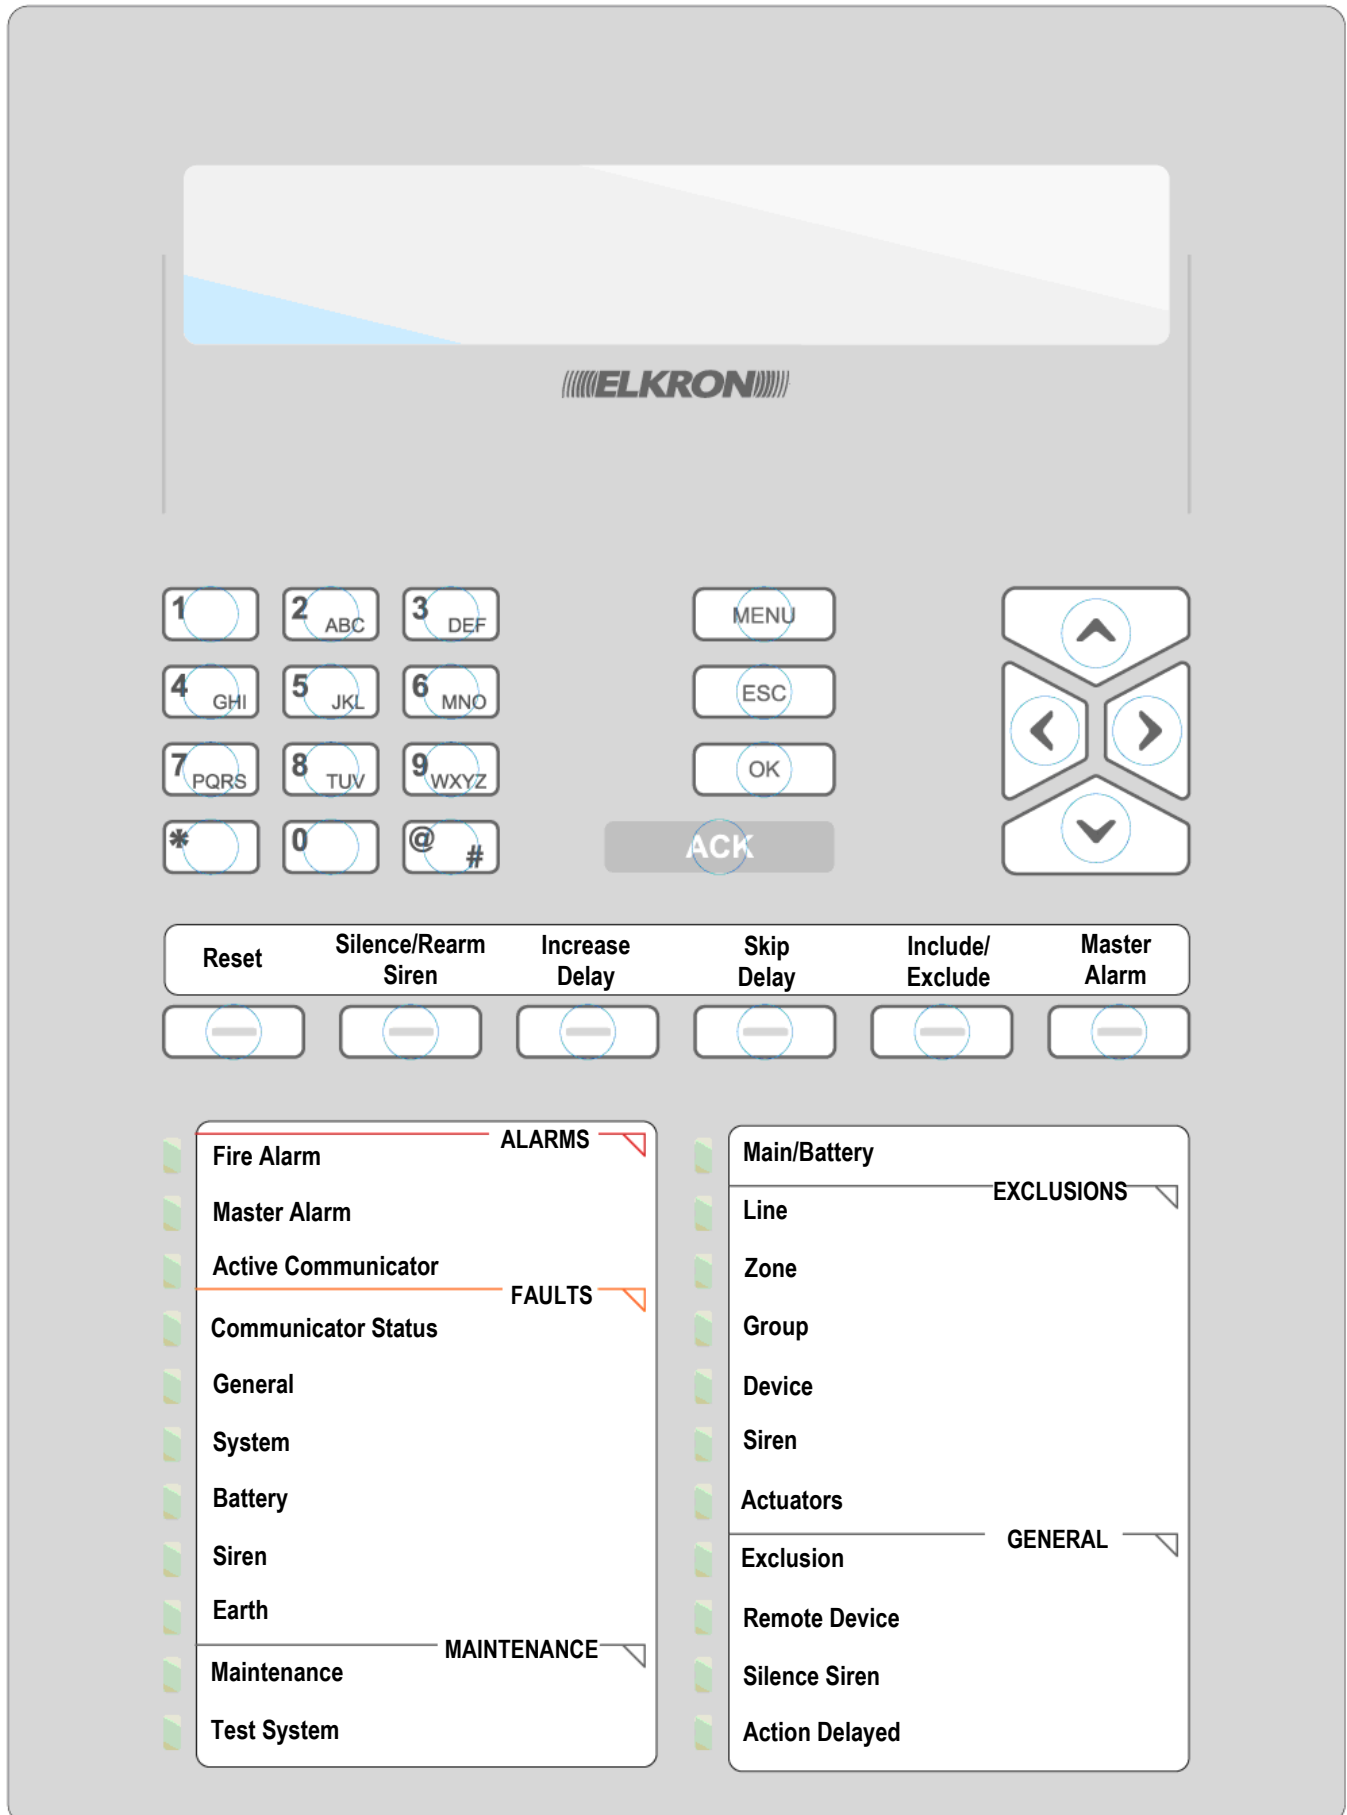 ELKRON
1
2 ABC
3 DEF
MENU
4 GHI
5 JKL
6 MNO
ESC
7 PQRS
8 TUV
9 WXYZ
OK
*
0
@ #
ACK
Reset
Silence/Rearm
Siren
Increase
Delay
Skip
Delay
Include/
Exclude
Master
Alarm
ALARMS
Fire Alarm
Master Alarm
Active Communicator
FAULTS
Communicator Status
General
System
Battery
Siren
Earth
MAINTENANCE
Maintenance
Test System
Main/Battery
EXCLUSIONS
Line
Zone
Group
Device
Siren
Actuators
GENERAL
Exclusion
Remote Device
Silence Siren
Action Delayed